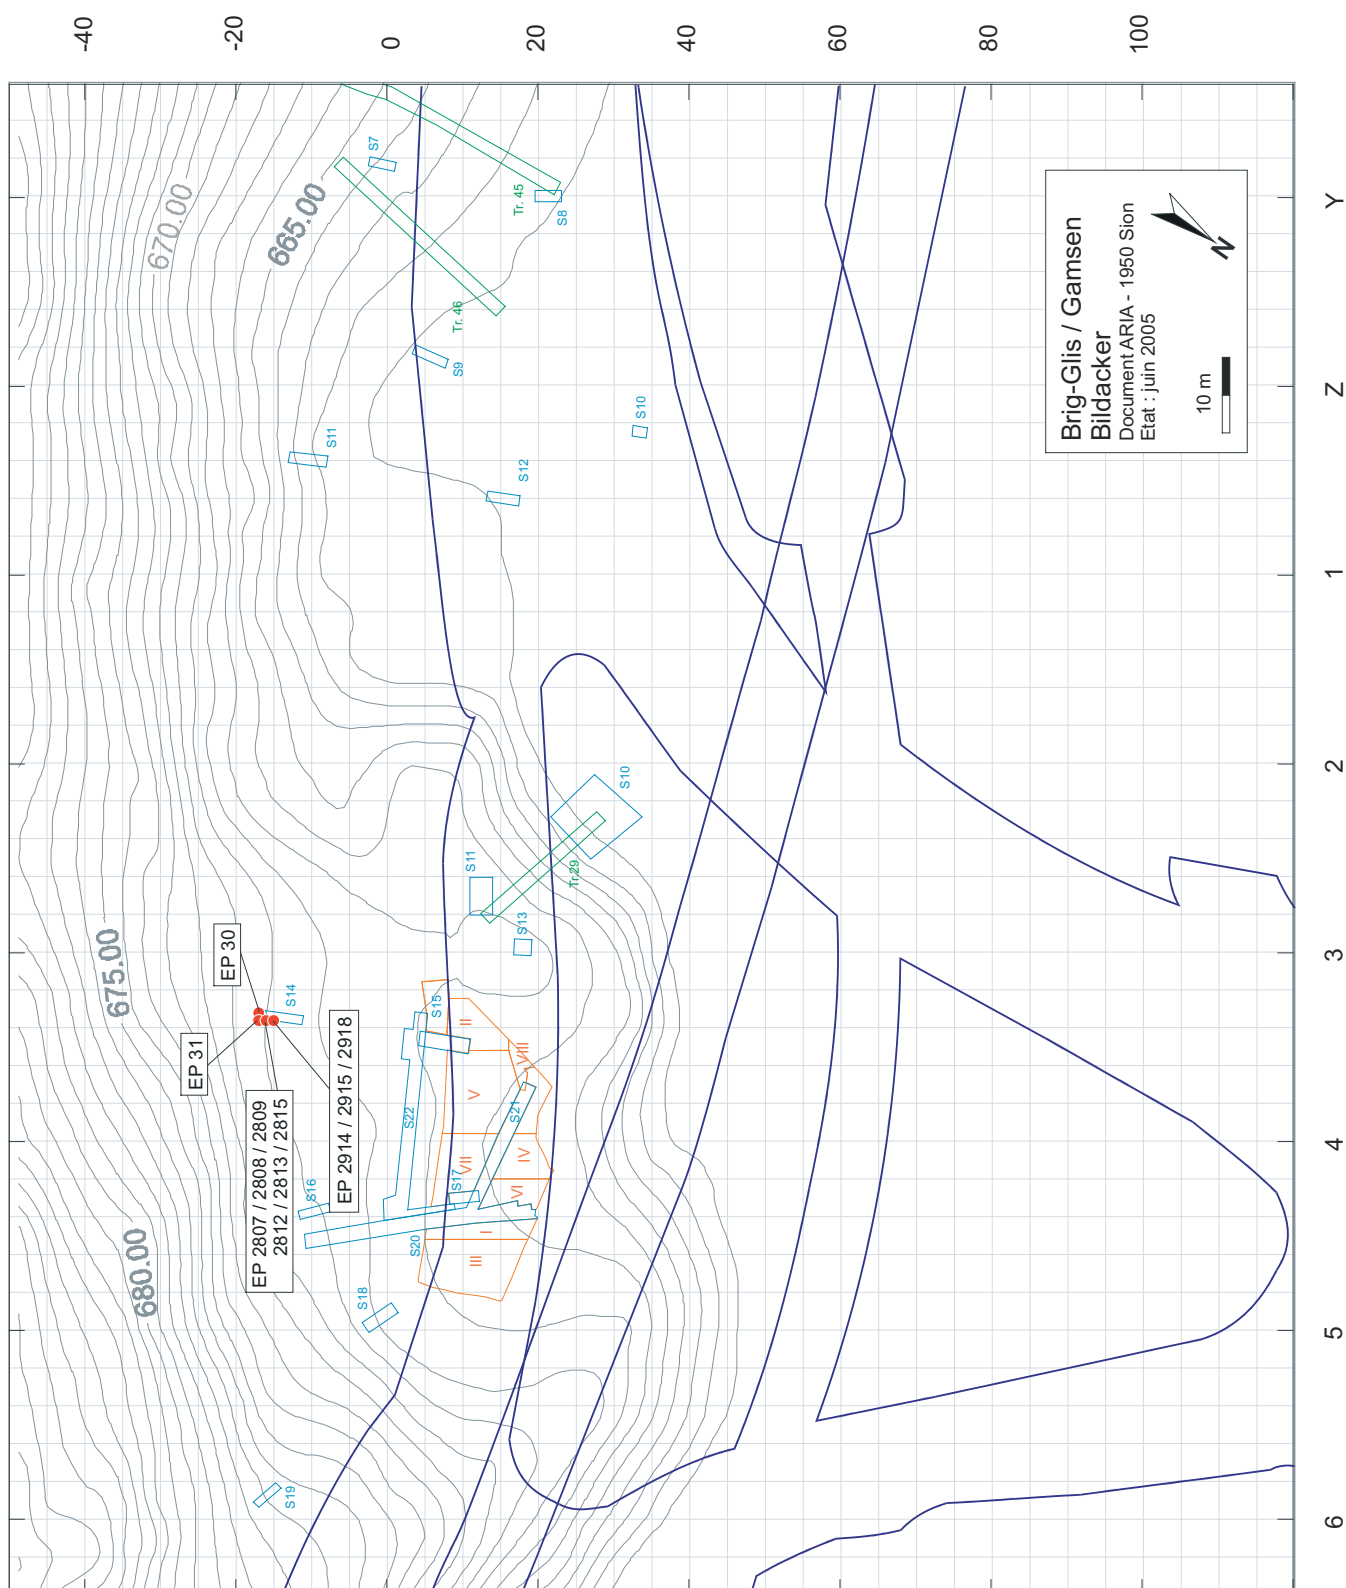 -40
-20
0
20
40
60
80
100
670.00
665.00
675.00
680.00
S7
Tr. 45
S8
Tr. 46
S9
S11
S10
S12
S10
S11
Tr.29
S13
EP 30
S14
EP 31
EP 2807 / 2808 / 2809
2812 / 2813 / 2815
EP 2914 / 2915 / 2918
S15
II
VIII
V
S22
S21
VII
IV
S16
S17
VI
I
S20
III
S18
S19
Brig-Glis / Gamsen
Bildacker
Document ARIA - 1950 Sion
Etat : juin 2005
10 m
N
Y
Z
1
2
3
4
5
6